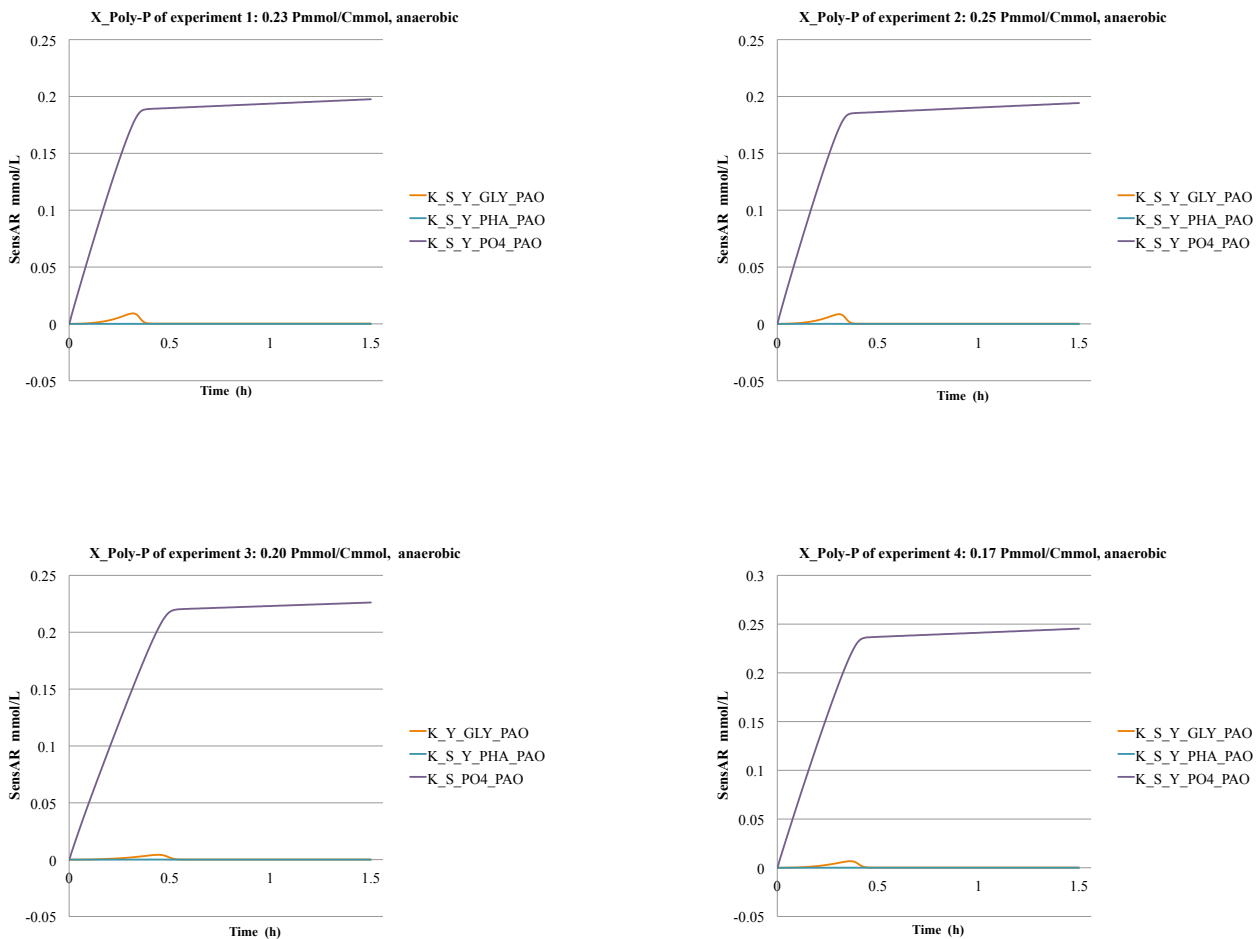 X_Poly-P of experiment 1: 0.23 Pmmol/Cmmol, anaerobic
0.25
0.2
0.15
0.1
0.05
0
-0.05
SensAR mmol/L
0
0.5
1
1.5
Time (h)
K_S_Y_GLY_PAO
K_S_Y_PHA_PAO
K_S_Y_PO4_PAO
X_Poly-P of experiment 2: 0.25 Pmmol/Cmmol, anaerobic
0.25
0.2
0.15
0.1
0.05
0
-0.05
SensAR mmol/L
0
0.5
1
1.5
Time (h)
K_S_Y_GLY_PAO
K_S_Y_PHA_PAO
K_S_Y_PO4_PAO
X_Poly-P of experiment 3: 0.20 Pmmol/Cmmol, anaerobic
0.25
0.2
0.15
0.1
0.05
0
-0.05
SensAR mmol/L
0
0.5
1
1.5
Time (h)
K_Y_GLY_PAO
K_S_Y_PHA_PAO
K_S_PO4_PAO
X_Poly-P of experiment 4: 0.17 Pmmol/Cmmol, anaerobic
0.3
0.25
0.2
0.15
0.1
0.05
0
-0.05
SensAR mmol/L
0
0.5
1
1.5
Time (h)
K_S_Y_GLY_PAO
K_S_Y_PHA_PAO
K_S_Y_PO4_PAO